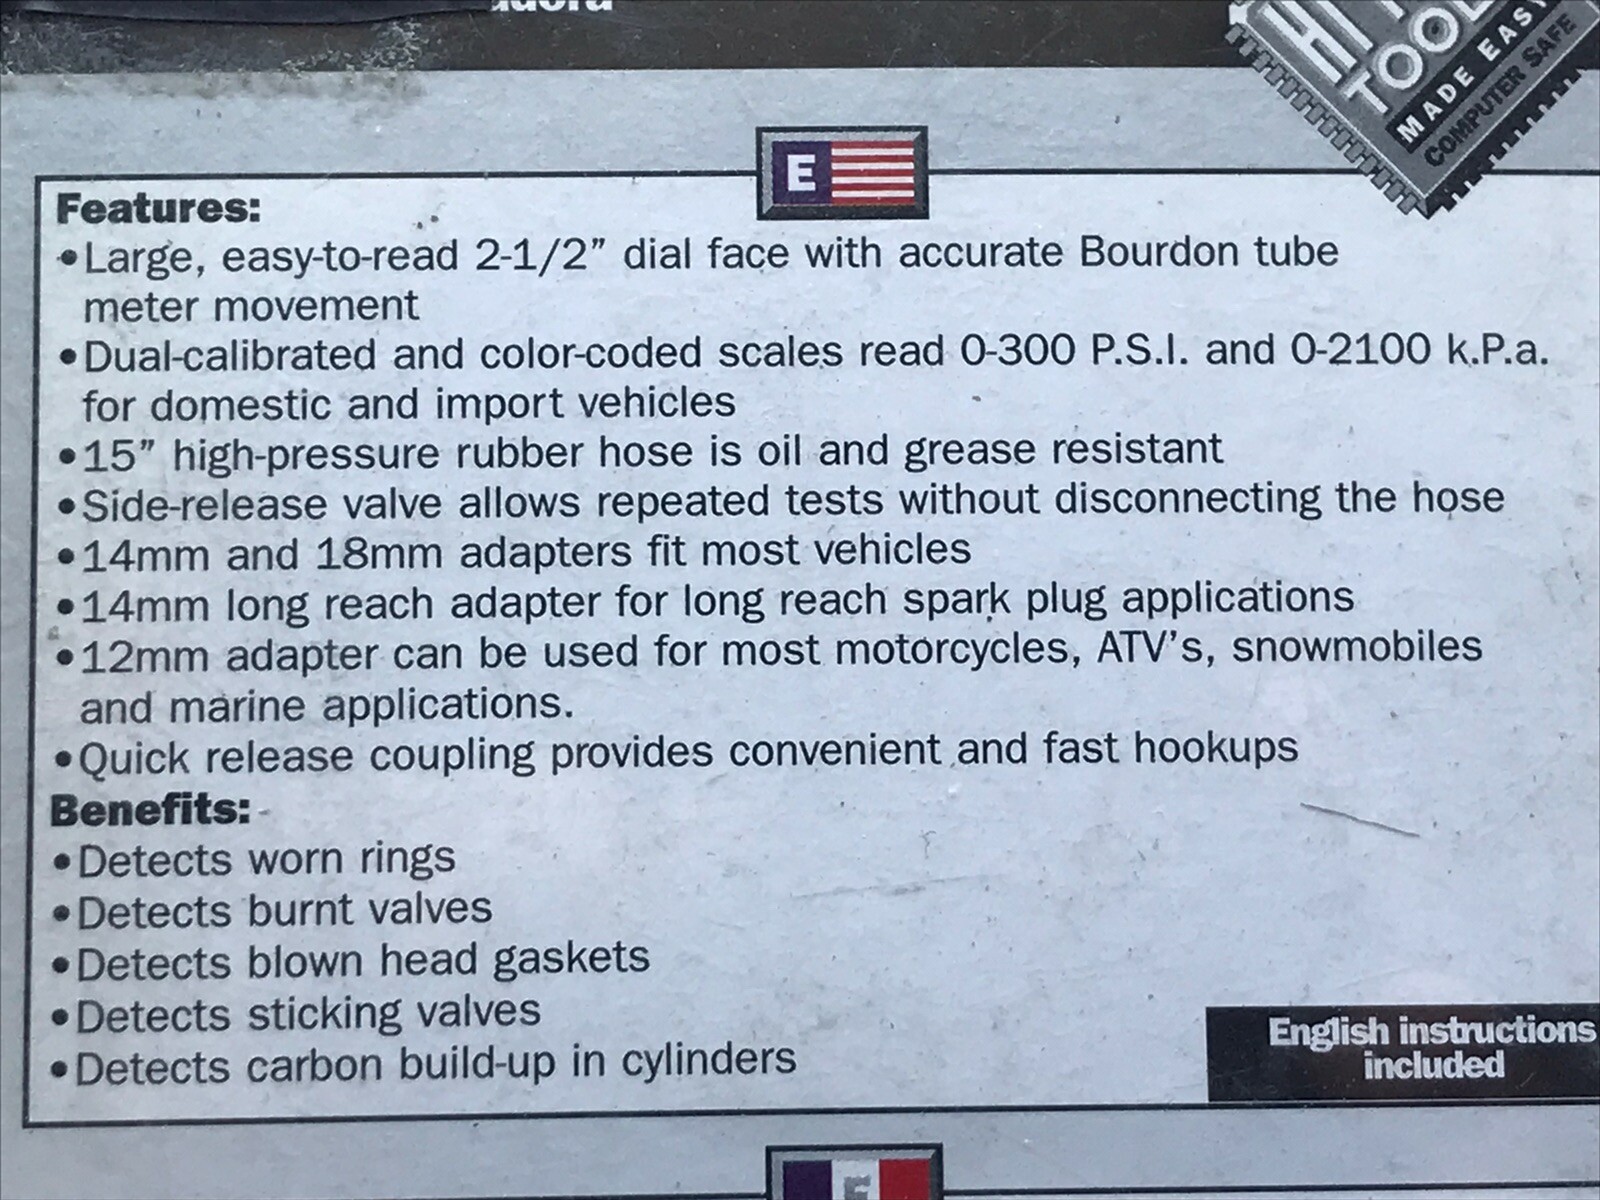 HI
TOOL
MADE EASY
COMPUTER SAFE
E
Features:
•Large, easy-to-read 2-1/2” dial face with accurate Bourdon tube
meter movement
•Dual-calibrated and color-coded scales read 0-300 P.S.I. and 0-2100 k.P.a.
for domestic and import vehicles
•15” high-pressure rubber hose is oil and grease resistant
•Side-release valve allows repeated tests without disconnecting the hose
•14mm and 18mm adapters fit most vehicles
•14mm long reach adapter for long reach spark plug applications
•12mm adapter can be used for most motorcycles, ATV’s, snowmobiles
and marine applications.
•Quick release coupling provides convenient and fast hookups
Benefits:
•Detects worn rings
•Detects burnt valves
•Detects blown head gaskets
•Detects sticking valves
•Detects carbon build-up in cylinders
English instructions
included